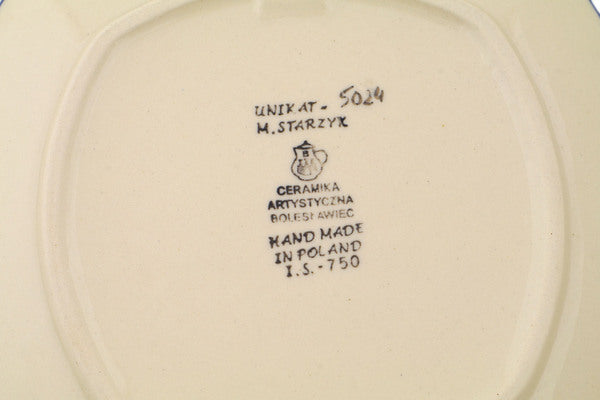 UNIKAT - 5024
M. STARZYK
CERAMIKA
ARTYSTYCZNA
BOLESŁAWIEC
HAND MADE
IN POLAND
I.S.-750